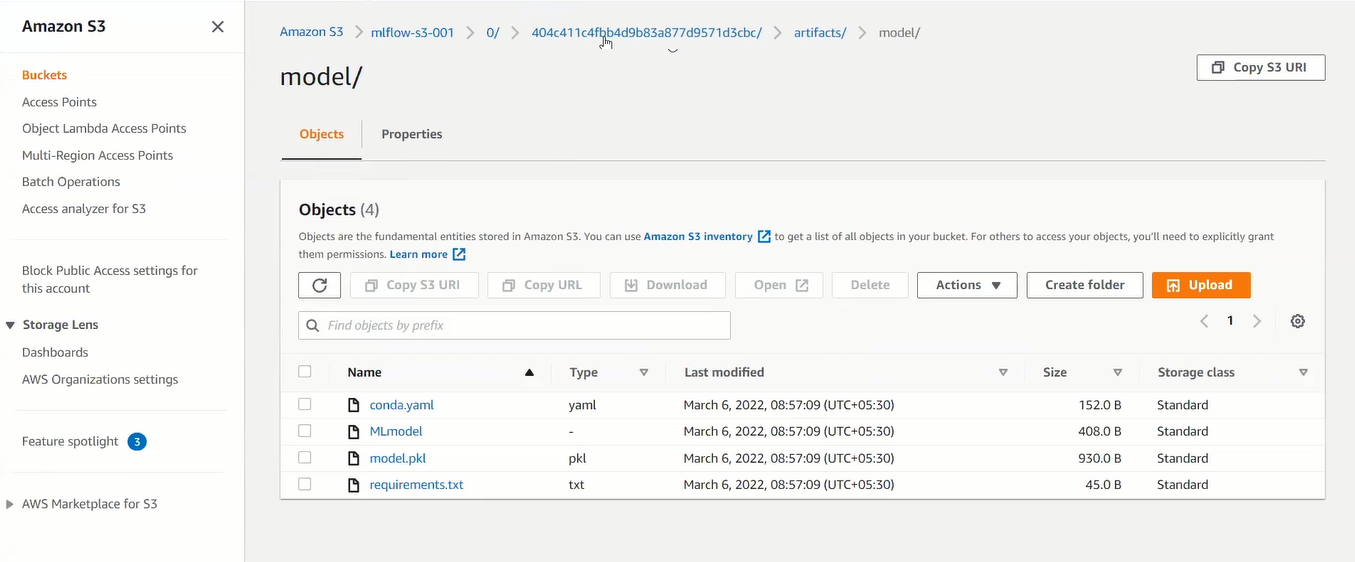 Amazon S3
Buckets
Access Points
Object Lambda Access Points
Multi-Region Access Points
Batch Operations
Access analyzer for S3
Block Public Access settings for
this account
Storage Lens
Dashboards
AWS Organizations settings
Feature spotlight 3
AWS Marketplace for S3
Amazon S3 mlflow-s3-001 0/ 404c411c4fbb4d9b83a877d9571d3cbc/ artifacts/ model/
model/
Copy S3 URI
Objects Properties
Objects (4)
Objects are the fundamental entities stored in Amazon S3. You can use Amazon S3 inventory to get a list of all objects in your bucket. For others to access your objects, you'll need to explicitly grant
them permissions. Learn more
Copy S3 URI Copy URL Download Open Delete Actions Create folder Upload
Find objects by prefix 1
Name Type Last modified Size Storage class
conda.yaml yaml March 6, 2022, 08:57:09 (UTC+05:30) 152.0 B Standard
MLmodel - March 6, 2022, 08:57:09 (UTC+05:30) 408.0 B Standard
model.pkl pkl March 6, 2022, 08:57:09 (UTC+05:30) 930.0 B Standard
requirements.txt txt March 6, 2022, 08:57:09 (UTC+05:30) 45.0 B Standard